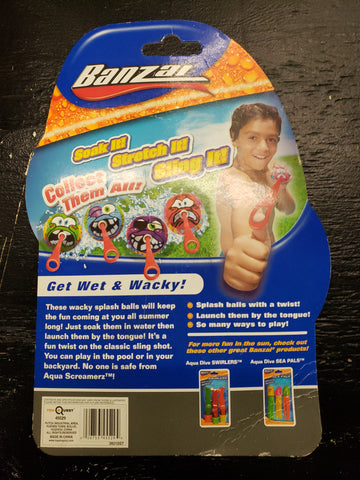 Banzai
Soak It!
Stretch It!
Sling It!
Collect
Them All!
Get Wet & Wacky!
These wacky splash balls will keep
the fun coming at you all summer
long! Just soak them in water then
launch them by the tongue! It's a
fun twist on the classic sling shot.
You can play in the pool or in your
backyard. No one is safe from
Aqua Screamerz™!
Splash balls with a twist!
Launch them by the tongue!
So many ways to play!
For more fun in the sun, check out
these other great Banzai® products!
Aqua Dive SWIRLERS™
Aqua Dive SEA PALS™
QUEST
MADE IN CHINA